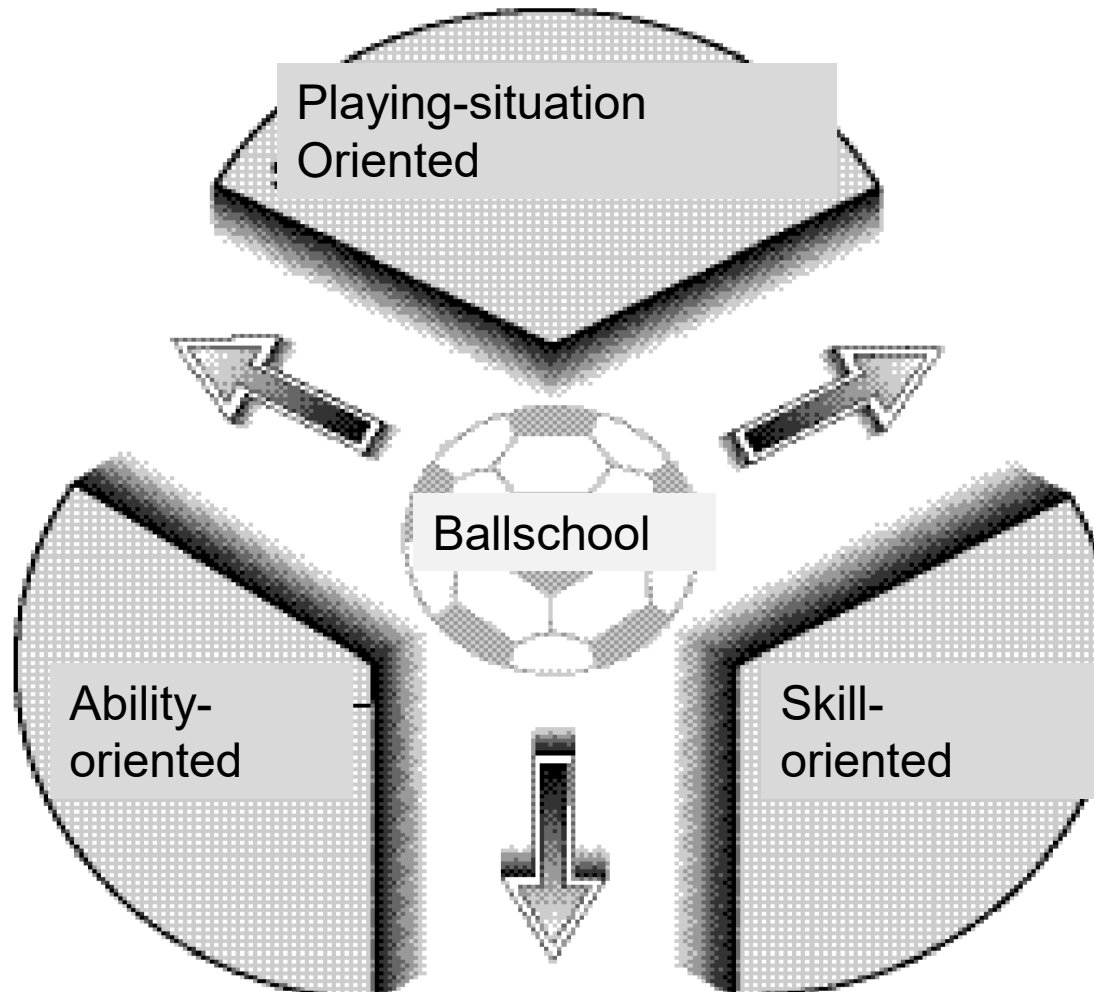 Playing-situation
Oriented
Ballschool
Ability-
oriented
Skill-
oriented